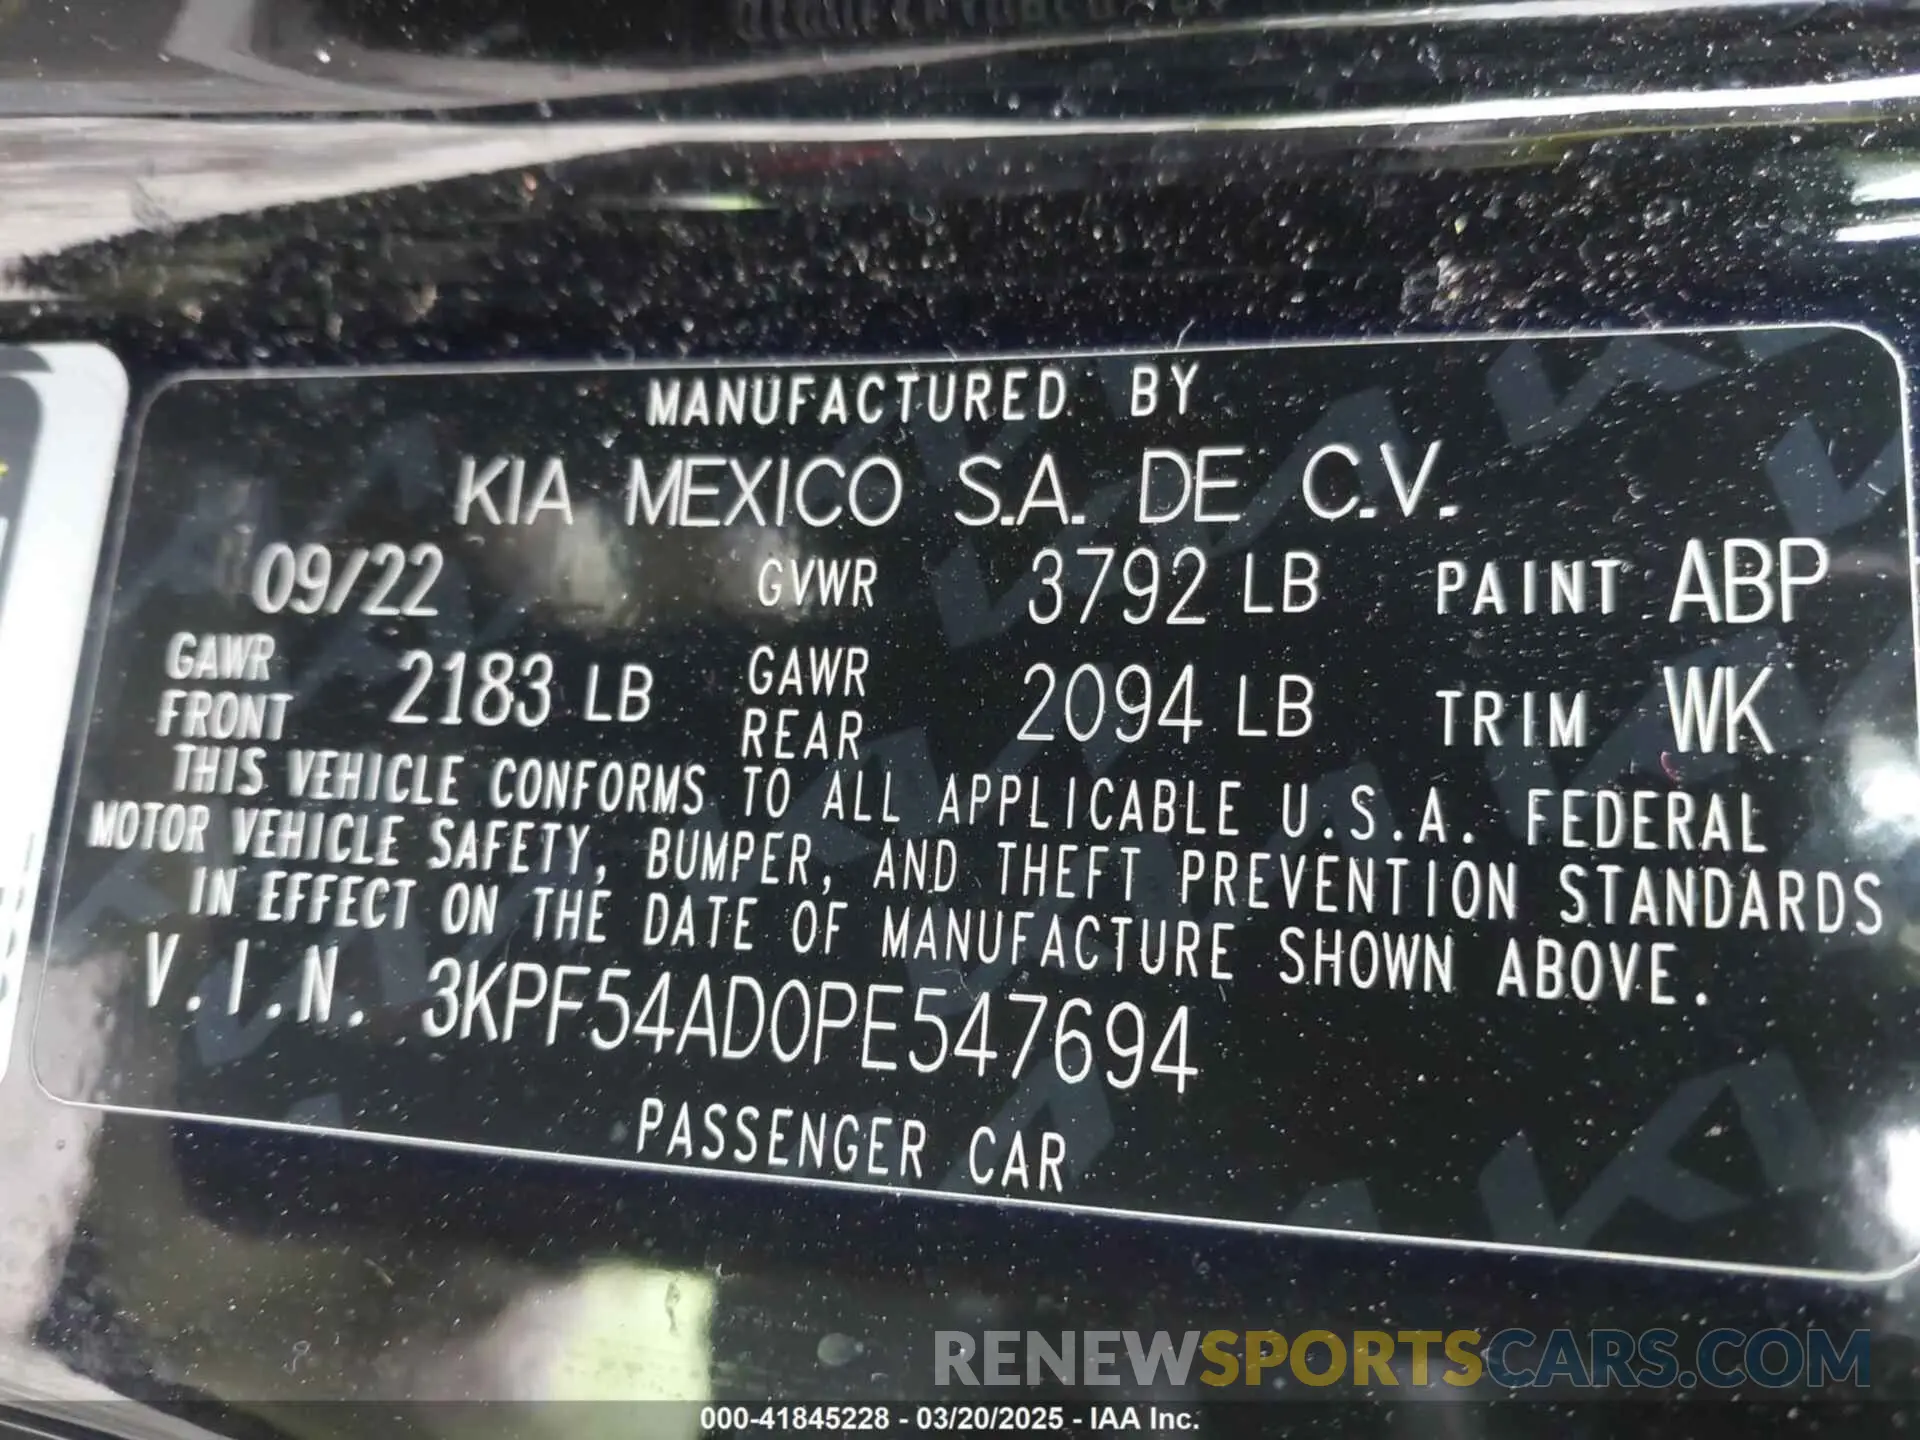 MANUFACTURED BY
KIA MEXICO S.A. DE C.V.
09/22 GVWR 3792 LB PAINT ABP
GAWR FRONT 2183 LB GAWR REAR 2094 LB TRIM WK
THIS VEHICLE CONFORMS TO ALL APPLICABLE U.S.A. FEDERAL
MOTOR VEHICLE SAFETY, BUMPER, AND THEFT PREVENTION STANDARDS
IN EFFECT ON THE DATE OF MANUFACTURE SHOWN ABOVE.
V.I.N. 3KPF54AD0PE547694
PASSENGER CAR
RENEWSPORTSCARS.COM
000-41845228 - 03/20/2025 - IAA Inc.